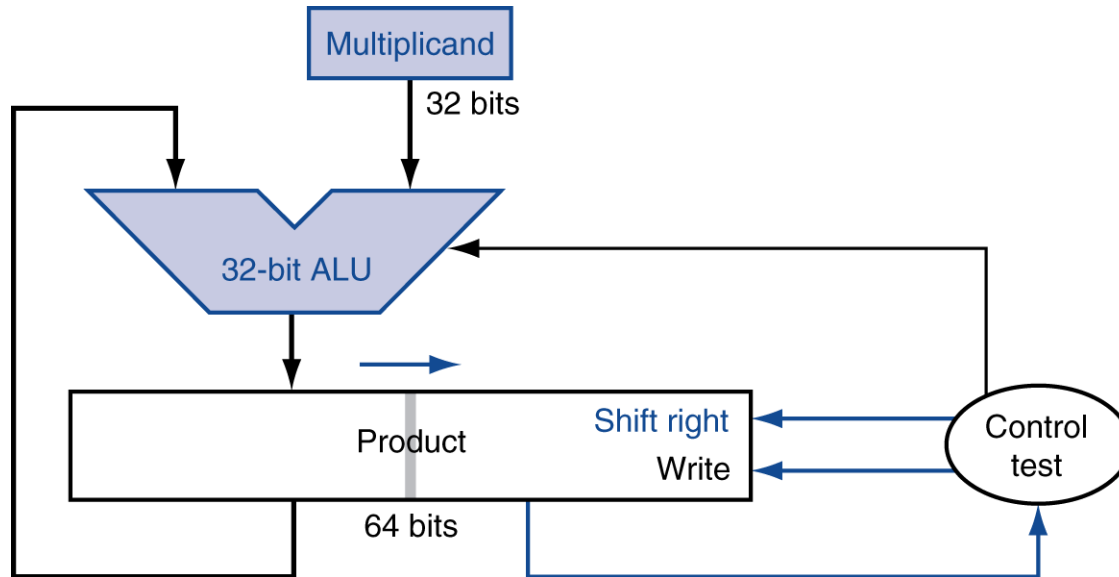 Multiplicand
32 bits
32-bit ALU
Shift right
Product
Write
64 bits
Control
test